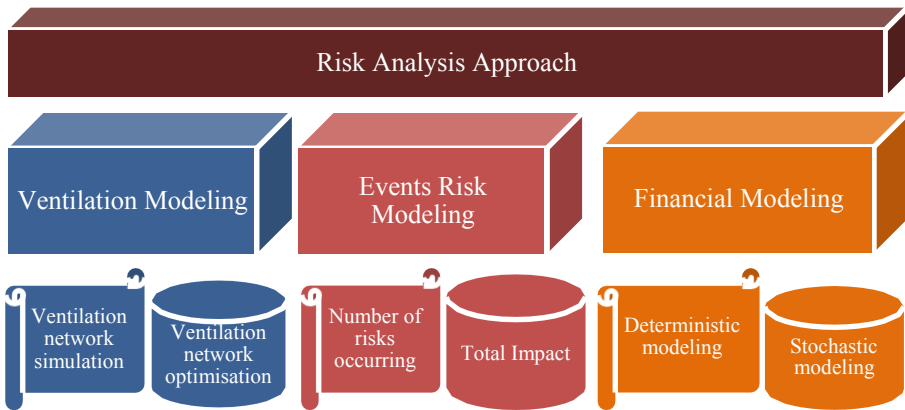 Risk Analysis Approach
Ventilation Modeling
Events Risk
Modeling
Financial Modeling
Ventilation
network
simulation
Ventilation
network
optimisation
Number of
risks
occurring
Total Impact
Deterministic
modeling
Stochastic
modeling